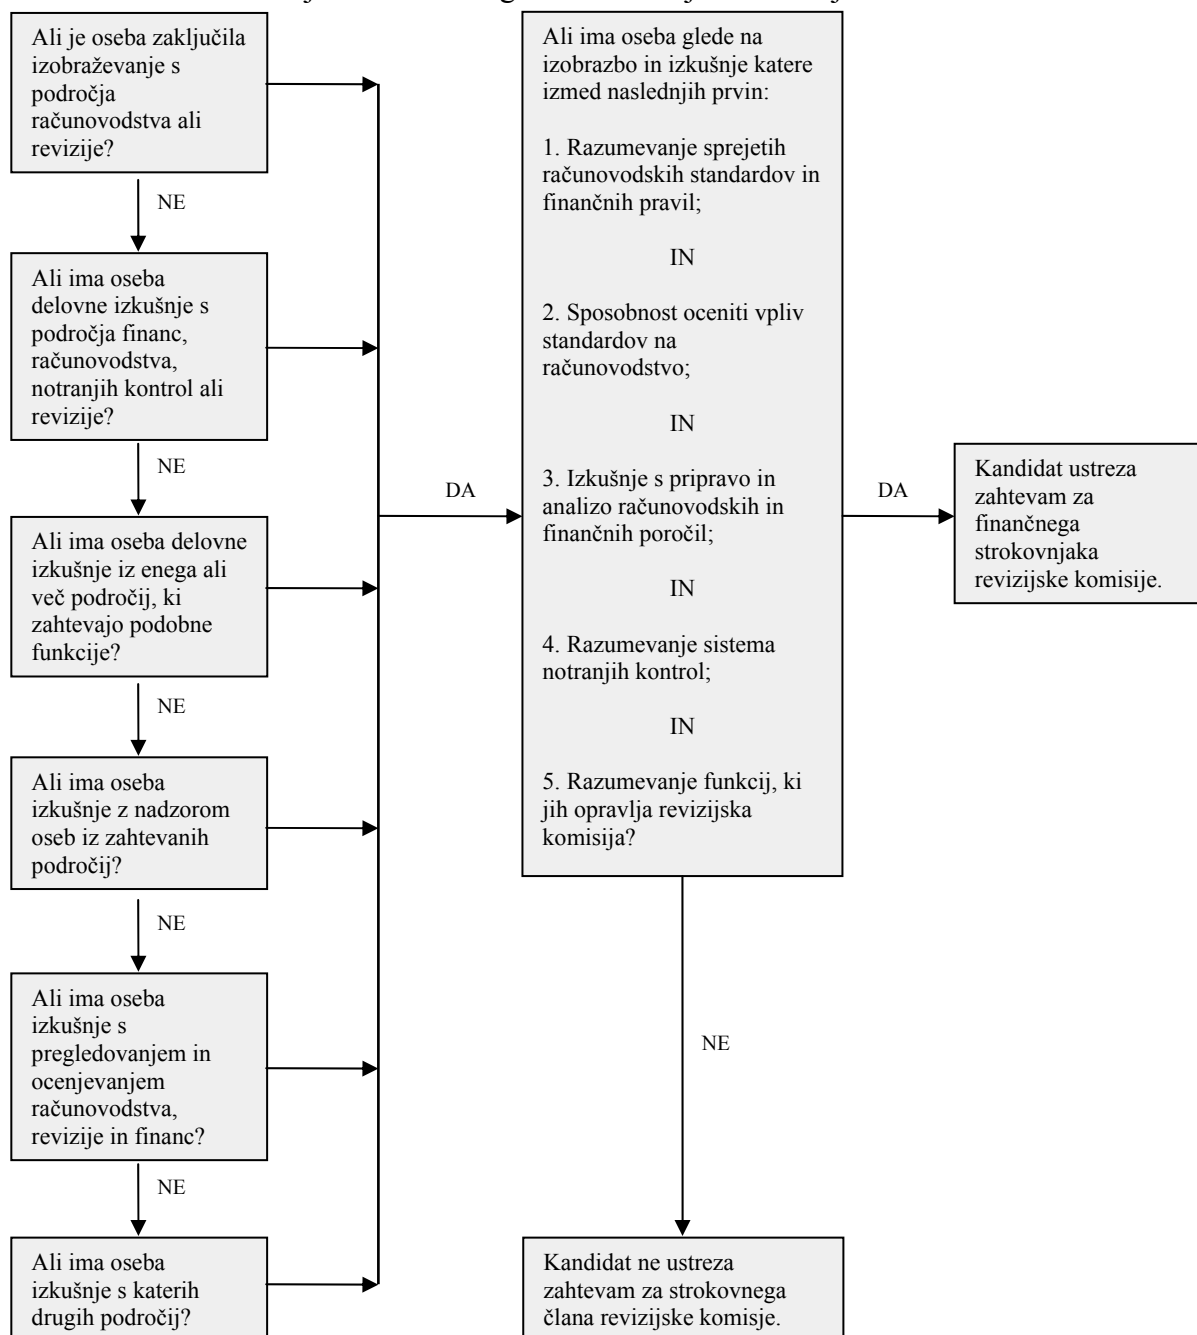 Ali je oseba zaključila
izobraževanje s
področja
računovodstva ali
revizije?
NE
Ali ima oseba
delovne izkušnje s
področja financ,
računovodstva,
notranjih kontrol ali
revizije?
NE
Ali ima oseba delovne
izkušnje iz enega ali
več področij, ki
zahtevajo podobne
funkcije?
NE
Ali ima oseba
izkušnje z nadzorom
oseb iz zahtevanih
področij?
NE
Ali ima oseba
izkušnje s
pregledovanjem in
ocenjevanjem
računovodstva,
revizije in financ?
NE
Ali ima oseba
izkušnje s katerih
drugih področij?
DA
Ali ima oseba glede na
izobrazbo in izkušnje katere
izmed naslednjih prvin:
1. Razumevanje sprejetih
računovodskih standardov in
finančnih pravil;
IN
2. Sposobnost oceniti vpliv
standardov na
računovodstvo;
IN
3. Izkušnje s pripravo in
analizo računovodskih in
finančnih poročil;
IN
4. Razumevanje sistema
notranjih kontrol;
IN
5. Razumevanje funkcij, ki
jih opravlja revizijska
komisija?
DA
Kandidat ustreza
zahtevam za
finančnega
strokovnjaka
revizijske komisije.
NE
Kandidat ne ustreza
zahtevam za strokovnega
člana revizijske komisje.